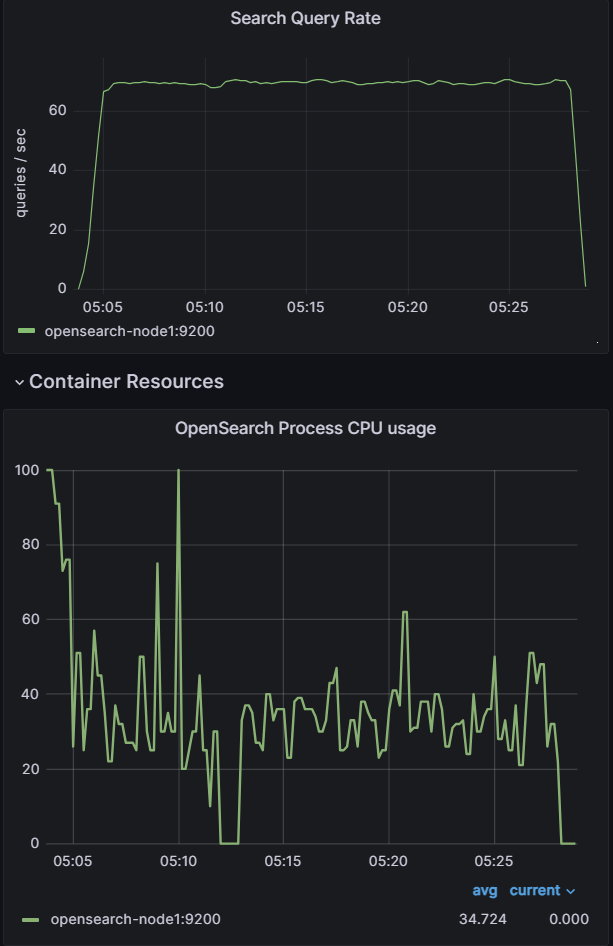 Search Query Rate
queries / sec
60
40
20
0
05:05 05:10 05:15 05:20 05:25
opensearch-node1:9200
Container Resources
OpenSearch Process CPU usage
100
80
60
40
20
0
05:05 05:10 05:15 05:20 05:25
avg current
opensearch-node1:9200 34.724 0.000